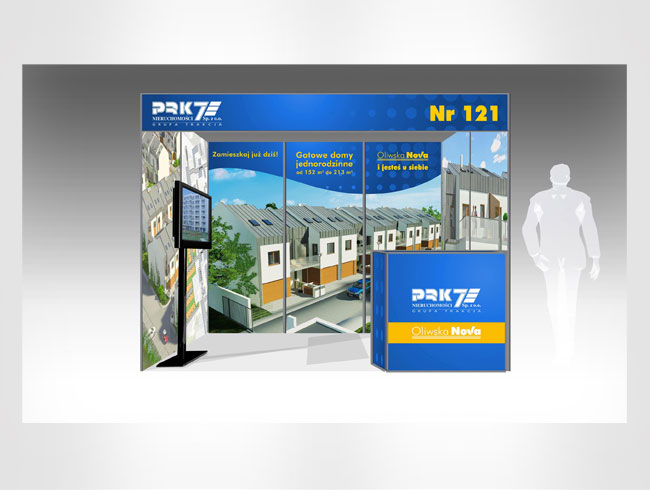 PRK7
NIERUCHOMOŚCI Sp. z o.o.
GRUPA TRAKCJA
Nr 121
Zamieszkaj już dziś!
Gotowe domy
jednorodzinne
od 152 m² do 213 m²
Oliwska Nova
i jesteś u siebie
PRK7
NIERUCHOMOŚCI Sp. z o.o.
GRUPA TRAKCJA
Oliwska Nova